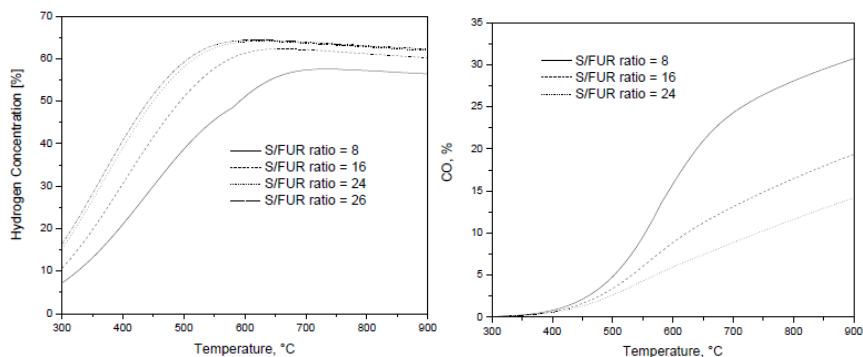 70
60
50
40
30
20
10
0
Hydrogen Concentration [%]
S/FUR ratio = 8
S/FUR ratio = 16
S/FUR ratio = 24
S/FUR ratio = 26
300 400 500 600 700 800 900
Temperature, °C
35
30
25
20
15
10
5
0
CO, %
S/FUR ratio = 8
S/FUR ratio = 16
S/FUR ratio = 24
300 400 500 600 700 800 900
Temperature, °C